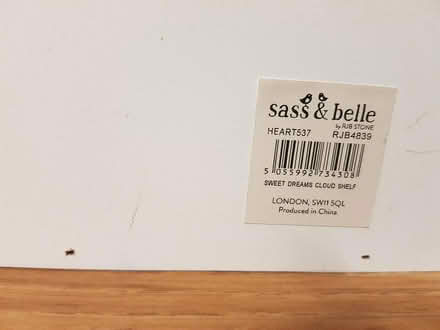 sass & belle
by RJB STONE
HEART537 RJB4839
5 055992 734308
SWEET DREAMS CLOUD SHELF
LONDON, SW11 5QL
Produced in China